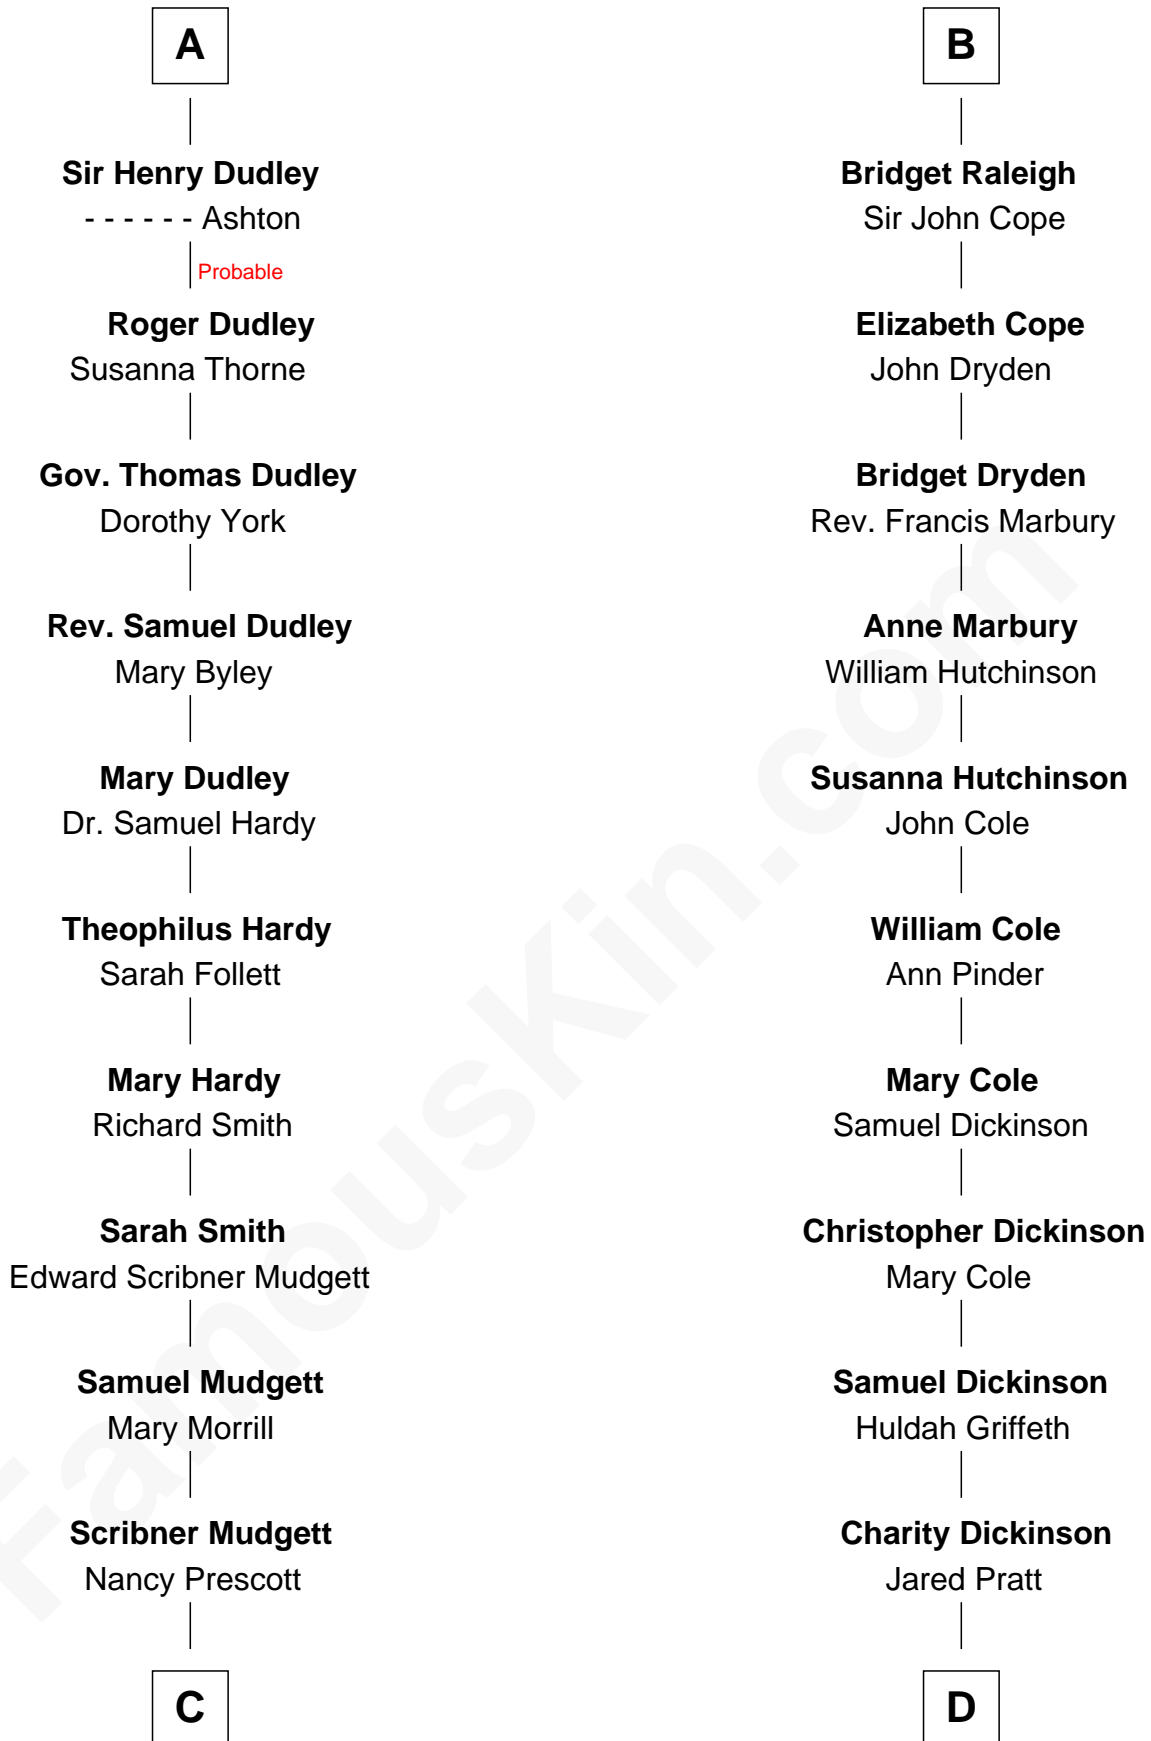 A
Sir Henry Dudley
- - - - - - Ashton
Probable
Roger Dudley
Susanna Thorne
Gov. Thomas Dudley
Dorothy York
Rev. Samuel Dudley
Mary Byley
Mary Dudley
Dr. Samuel Hardy
Theophilus Hardy
Sarah Follett
Mary Hardy
Richard Smith
Sarah Smith
Edward Scribner Mudgett
Samuel Mudgett
Mary Morrill
Scribner Mudgett
Nancy Prescott
C
B
Bridget Raleigh
Sir John Cope
Elizabeth Cope
John Dryden
Bridget Dryden
Rev. Francis Marbury
Anne Marbury
William Hutchinson
Susanna Hutchinson
John Cole
William Cole
Ann Pinder
Mary Cole
Samuel Dickinson
Christopher Dickinson
Mary Cole
Samuel Dickinson
Huldah Griffeth
Charity Dickinson
Jared Pratt
D
FamousKin.com